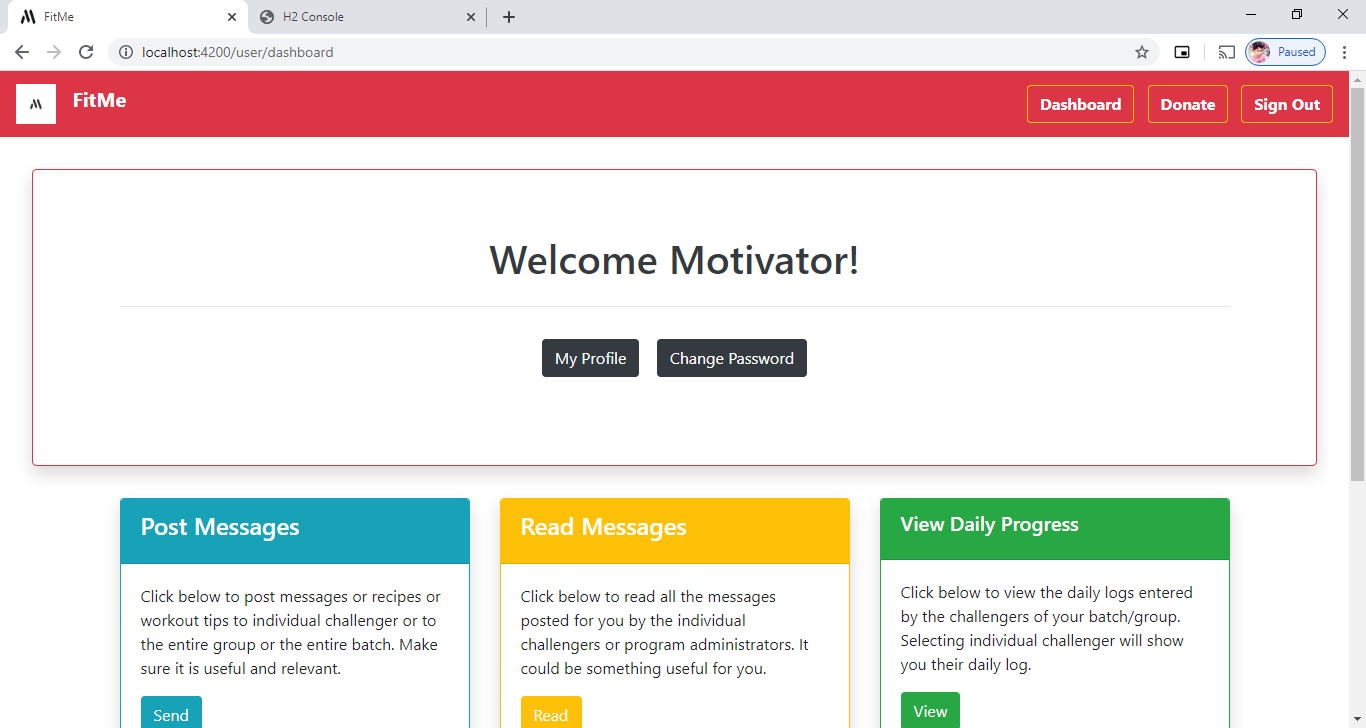 FitMe
H2 Console
localhost:4200/user/dashboard
Paused
FitMe
Dashboard
Donate
Sign Out
Welcome Motivator!
My Profile
Change Password
Post Messages
Click below to post messages or recipes or
workout tips to individual challenger or to
the entire group or the entire batch. Make
sure it is useful and relevant.
Send
Read Messages
Click below to read all the messages
posted for you by the individual
challengers or program administrators. It
could be something useful for you.
Read
View Daily Progress
Click below to view the daily logs entered
by the challengers of your batch/group.
Selecting individual challenger will show
you their daily log.
View